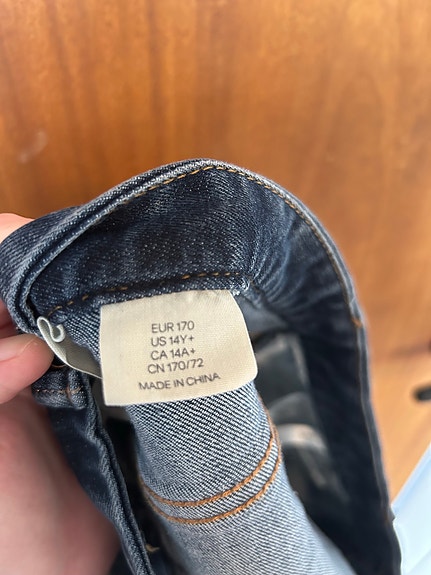 EUR 170
US 14Y+
CA 14A+
CN 170/72
MADE IN CHINA